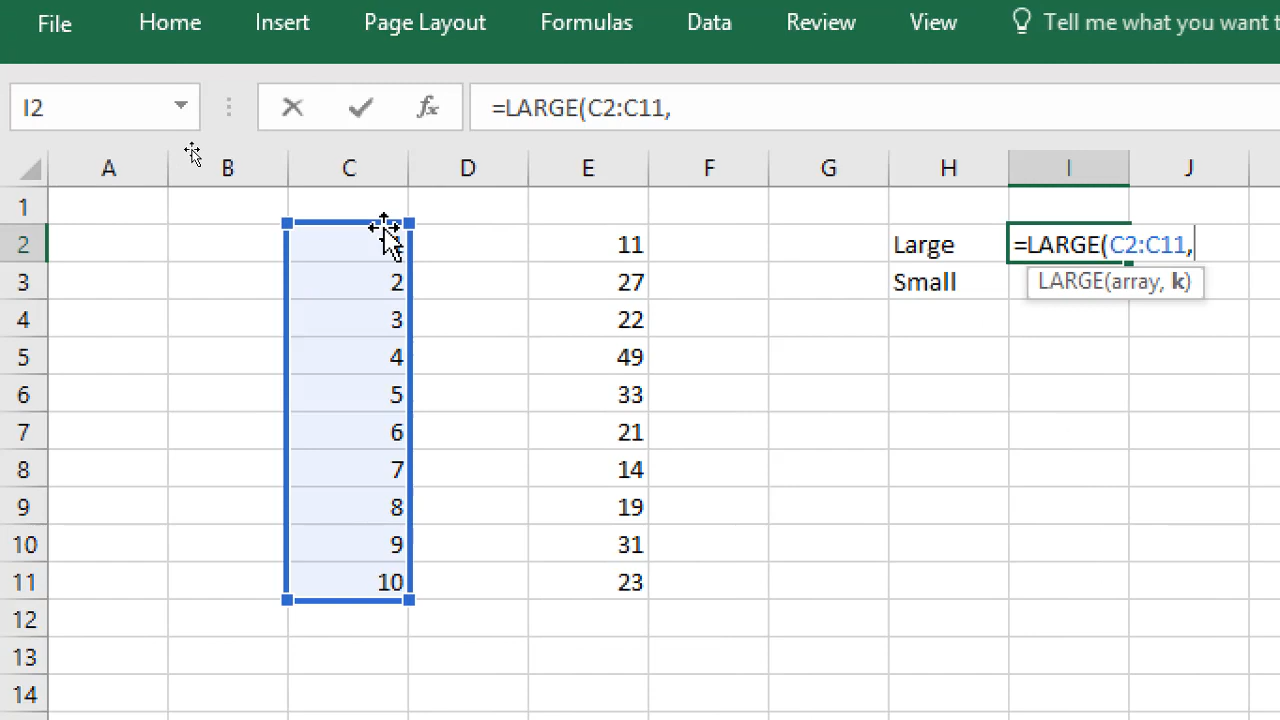 File Home Insert Page Layout Formulas Data Review View Tell me what you want t
I2 fx =LARGE(C2:C11,
A B C D E F G H I J
1
2 11 Large =LARGE(C2:C11,
3 2 27 Small LARGE(array, k)
4 3 22
5 4 49
6 5 33
7 6 21
8 7 14
9 8 19
10 9 31
11 10 23
12
13
14